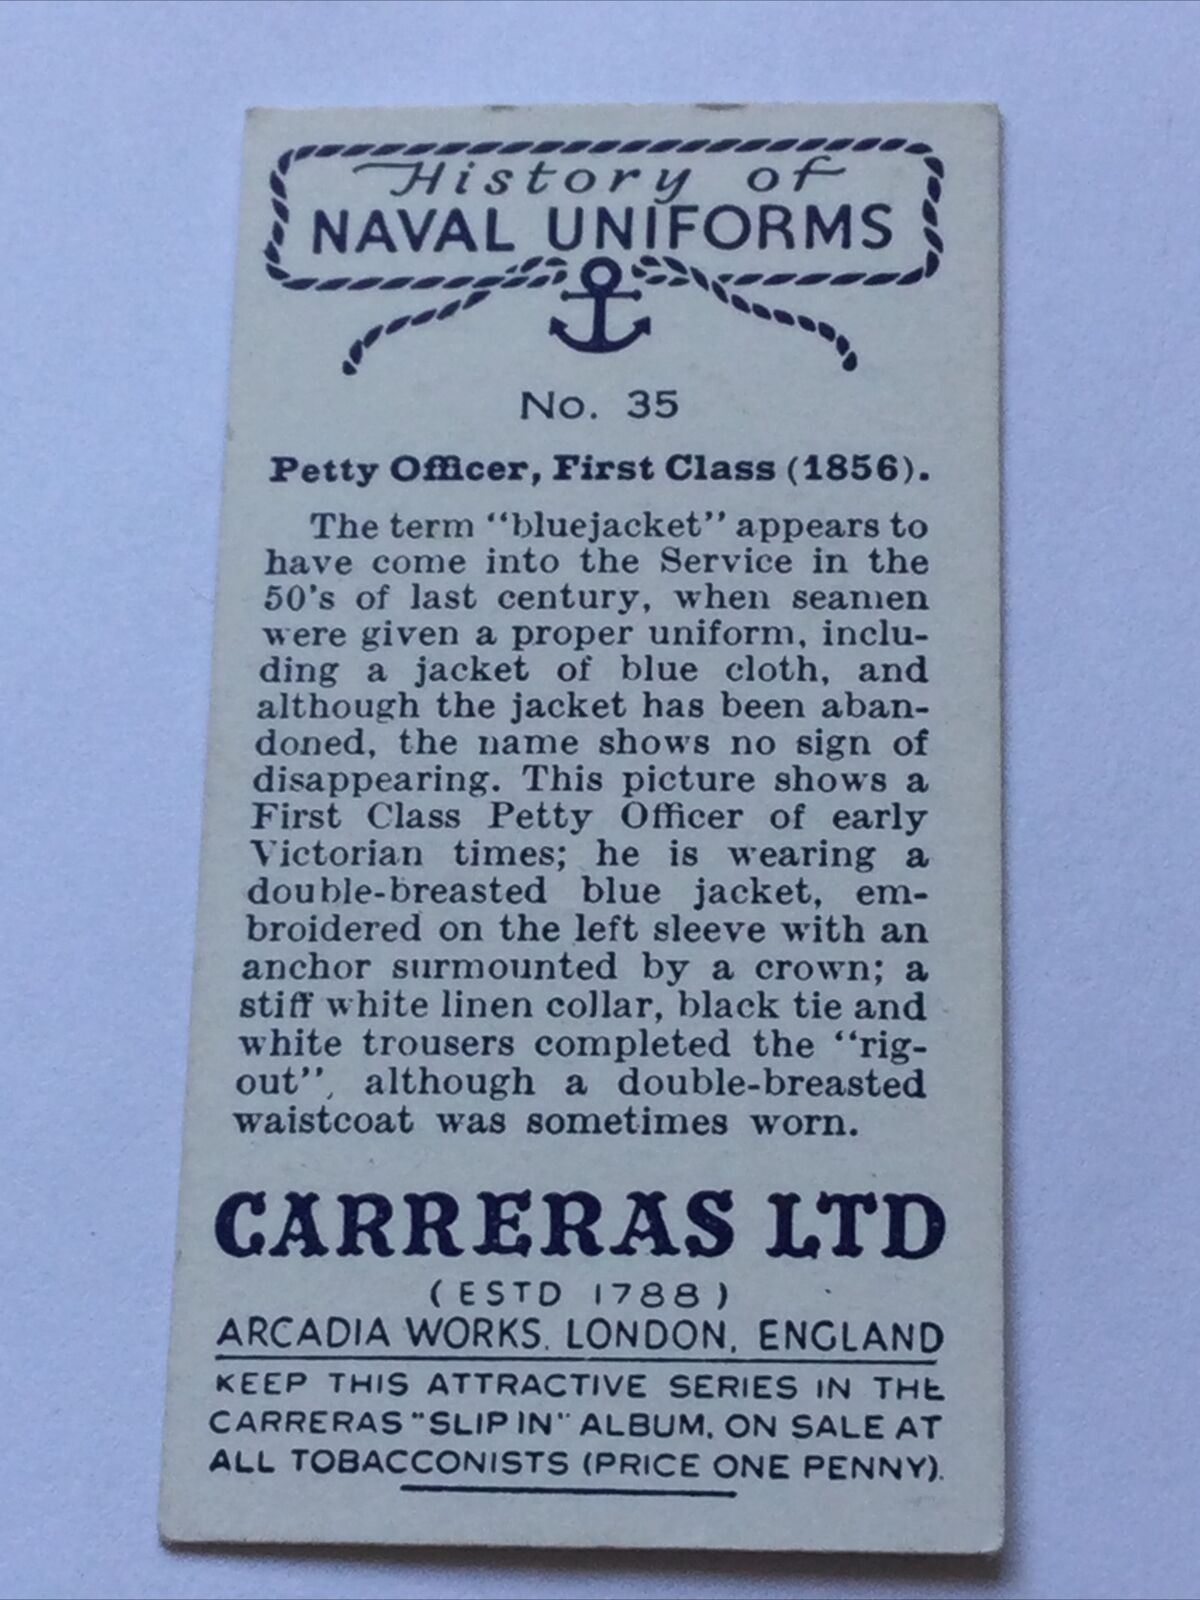 History of
NAVAL UNIFORMS
No. 35
Petty Officer, First Class (1856).
The term "bluejacket" appears to
have come into the Service in the
50's of last century, when seamen
were given a proper uniform, inclu-
ding a jacket of blue cloth, and
although the jacket has been aban-
doned, the name shows no sign of
disappearing. This picture shows a
First Class Petty Officer of early
Victorian times; he is wearing a
double-breasted blue jacket, em-
broidered on the left sleeve with an
anchor surmounted by a crown; a
stiff white linen collar, black tie and
white trousers completed the "rig-
out", although a double-breasted
waistcoat was sometimes worn.
CARRERAS LTD
(ESTD 1788)
ARCADIA WORKS, LONDON, ENGLAND
KEEP THIS ATTRACTIVE SERIES IN THE
CARRERAS "SLIP IN" ALBUM, ON SALE AT
ALL TOBACCONISTS (PRICE ONE PENNY).